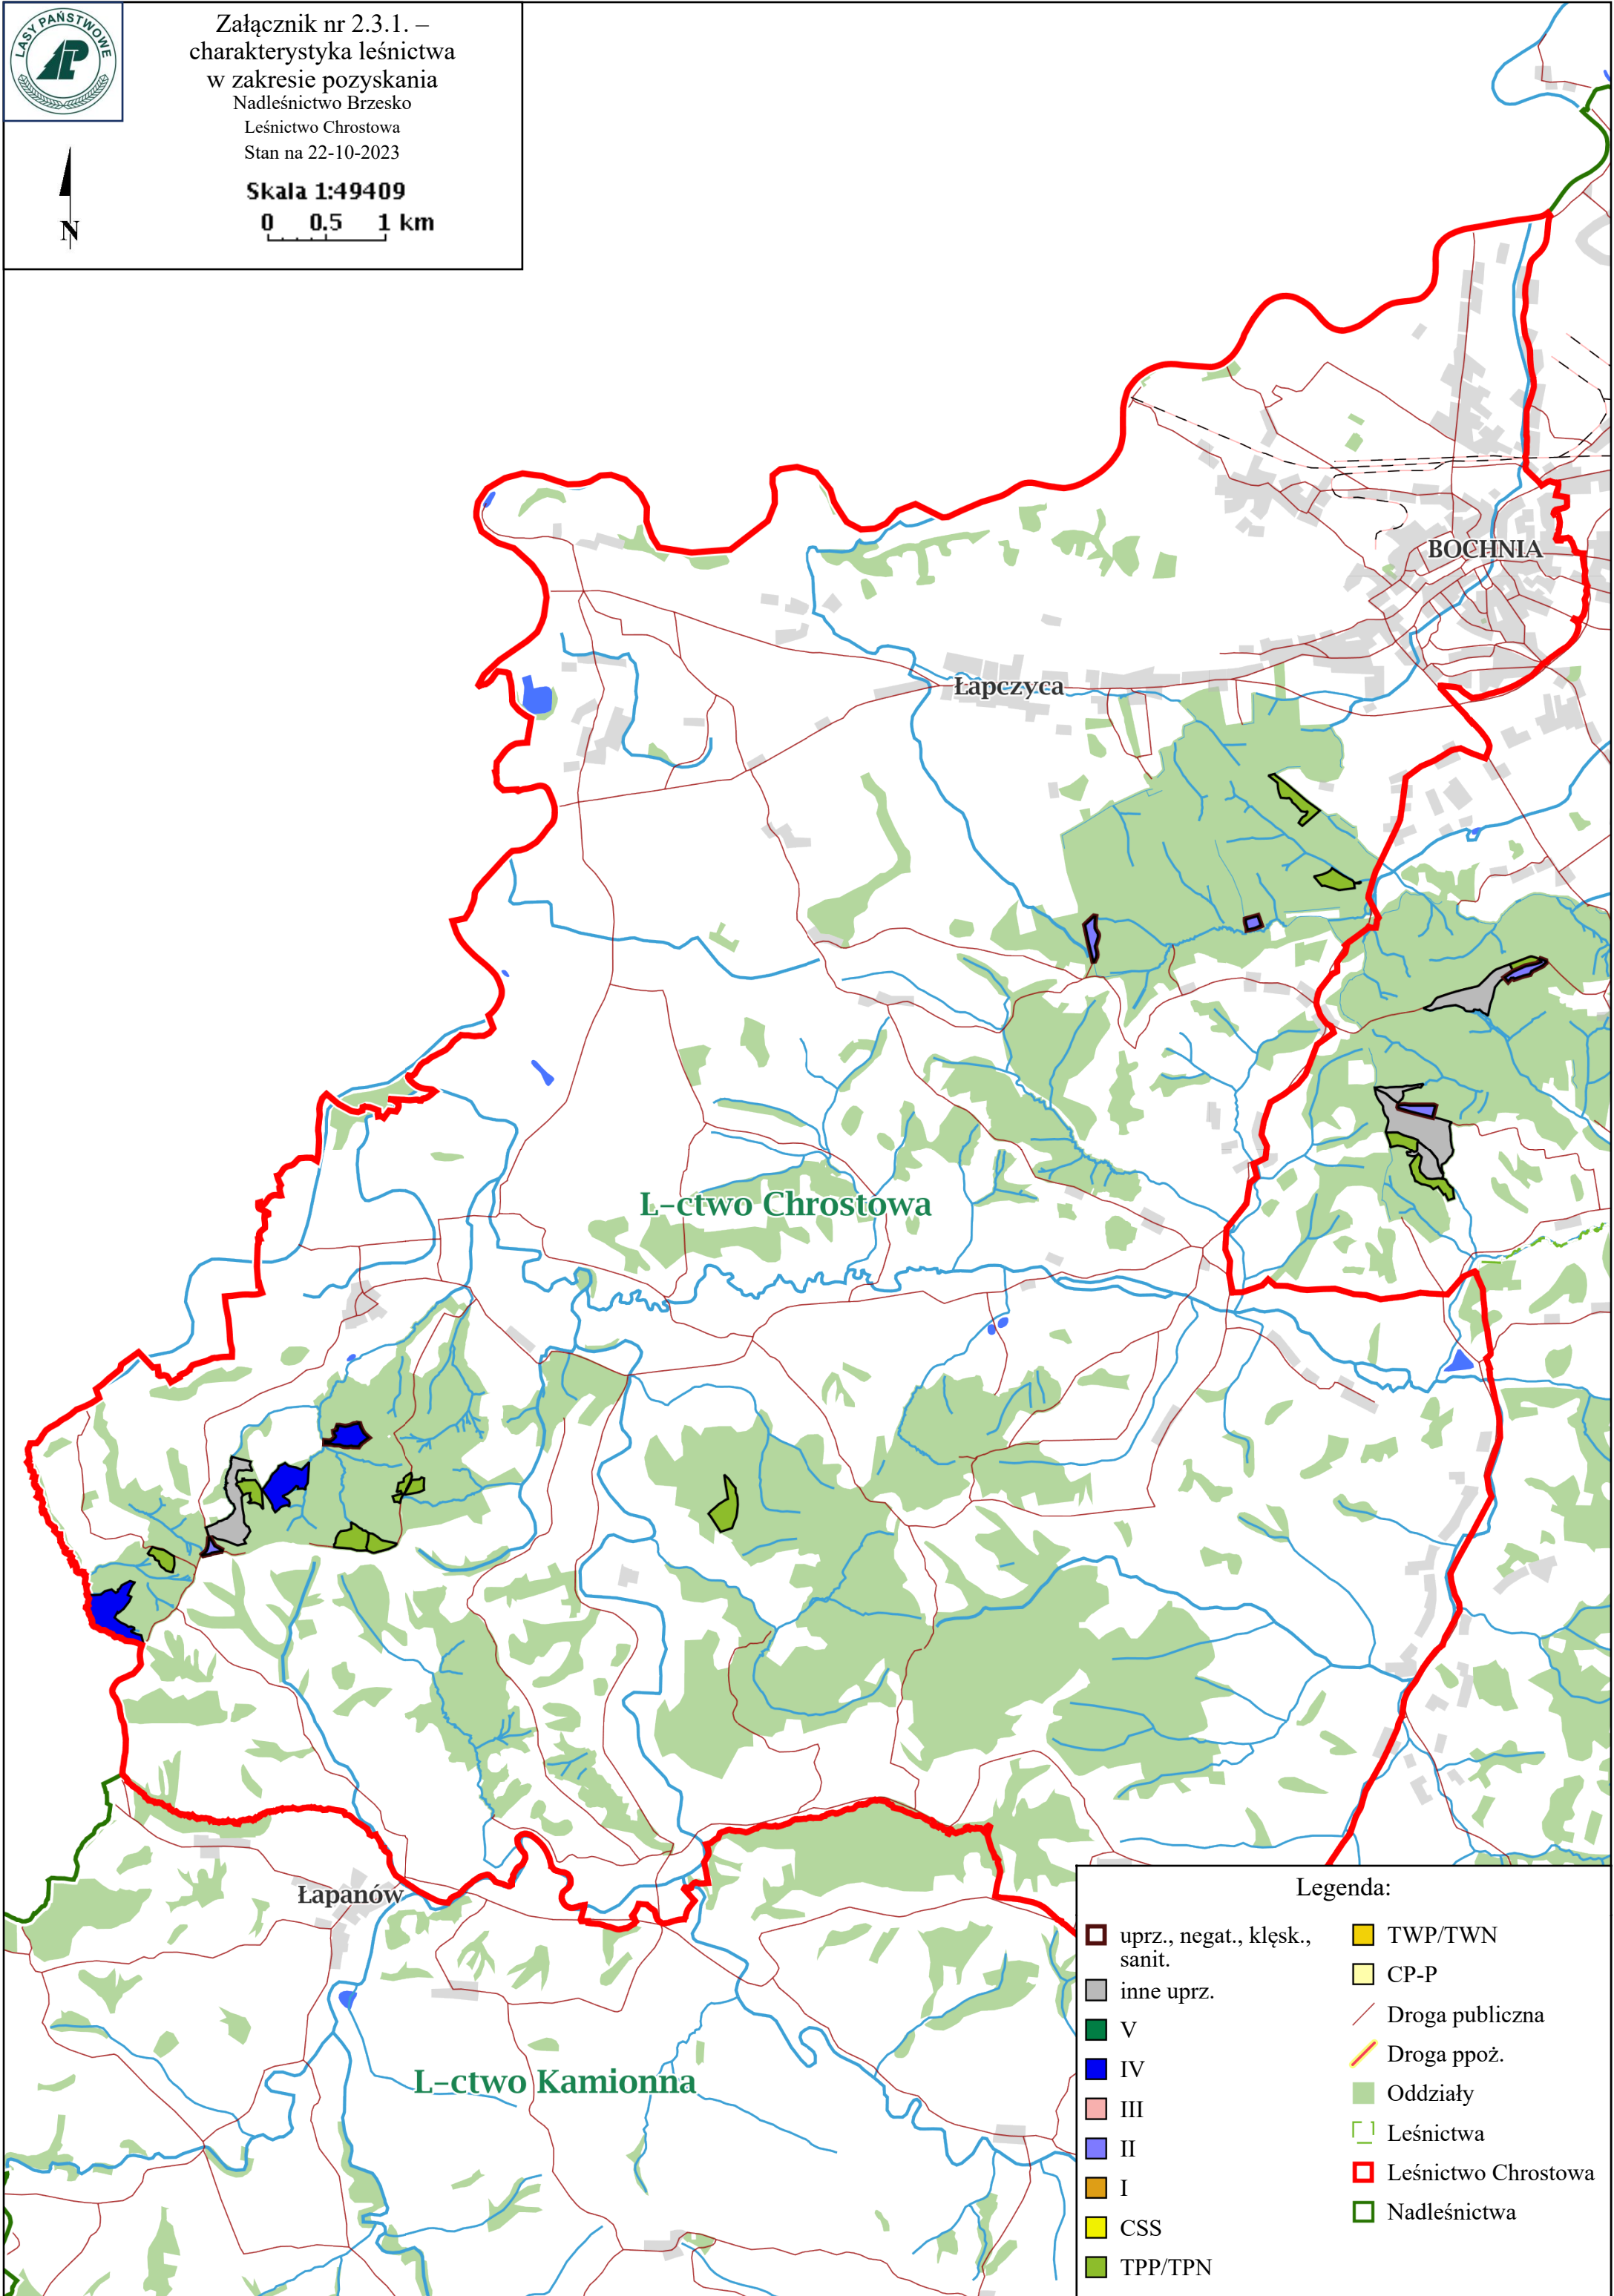 LASY PAŃSTWOWE
Załącznik nr 2.3.1. –
charakterystyka leśnictwa
w zakresie pozyskania
Nadleśnictwo Brzesko
Leśnictwo Chrostowa
Stan na 22-10-2023
Skala 1:49409
0 0.5 1 km
N
BOCHNIA
Łapczyca
L-ctwo Chrostowa
Łapanów
L-ctwo Kamionna
Legenda:
uprz., negat., klęsk.,
sanit.
inne uprz.
V
IV
III
II
I
CSS
TPP/TPN
TWP/TWN
CP-P
Droga publiczna
Droga ppoż.
Oddziały
Leśnictwa
Leśnictwo Chrostowa
Nadleśnictwa